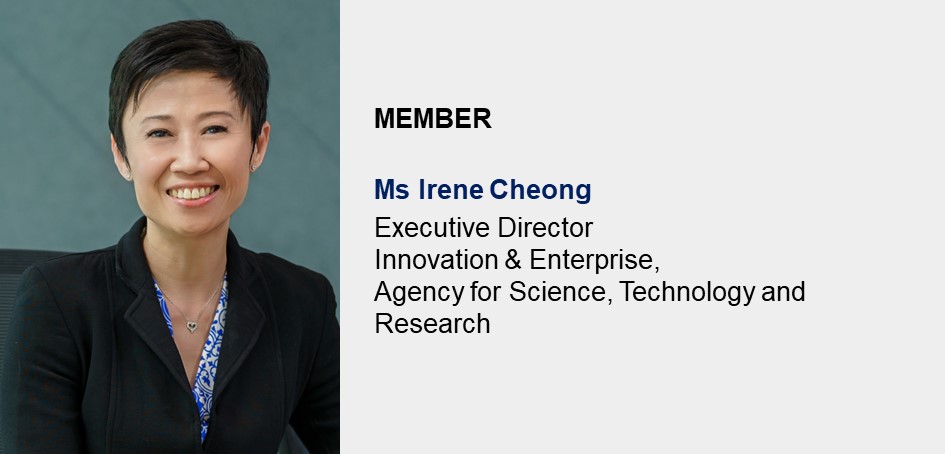 MEMBER
Ms Irene Cheong
Executive Director
Innovation & Enterprise,
Agency for Science, Technology and
Research